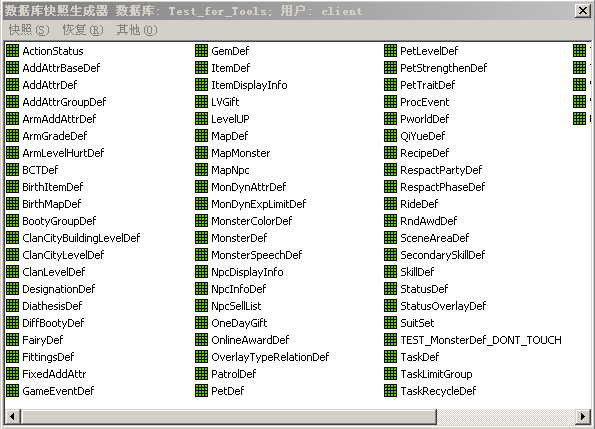 数据库快照生成器 数据库: Test_for_Tools; 用户: client
快照(S) 恢复(R) 其他(O)
ActionStatus
AddAttrBaseDef
AddAttrDef
AddAttrGroupDef
ArmAddAttrDef
ArmGradeDef
ArmLevelHurtDef
BCTDef
BirthItemDef
BirthMapDef
BootyGroupDef
ClanCityBuildingLevelDef
ClanCityLevelDef
ClanLevelDef
DesignationDef
DiathesisDef
DiffBootyDef
FairyDef
FittingsDef
FixedAddAttr
GameEventDef
GemDef
ItemDef
ItemDisplayInfo
LVGift
LevelUP
MapDef
MapMonster
MapNpc
MonDynAttrDef
MonDynExpLimitDef
MonsterColorDef
MonsterDef
MonsterSpeechDef
NpcDisplayInfo
NpcInfoDef
NpcSellList
OneDayGift
OnlineAwardDef
OverlayTypeRelationDef
PatrolDef
PetDef
PetLevelDef
PetStrengthenDef
PetTraitDef
ProcEvent
PworldDef
QiYueDef
RecipeDef
RespactPartyDef
RespactPhaseDef
RideDef
RndAwdDef
SceneAreaDef
SecondarySkillDef
SkillDef
StatusDef
StatusOverlayDef
SuitSet
TEST_MonsterDef_DONT_TOUCH
TaskDef
TaskLimitGroup
TaskRecycleDef